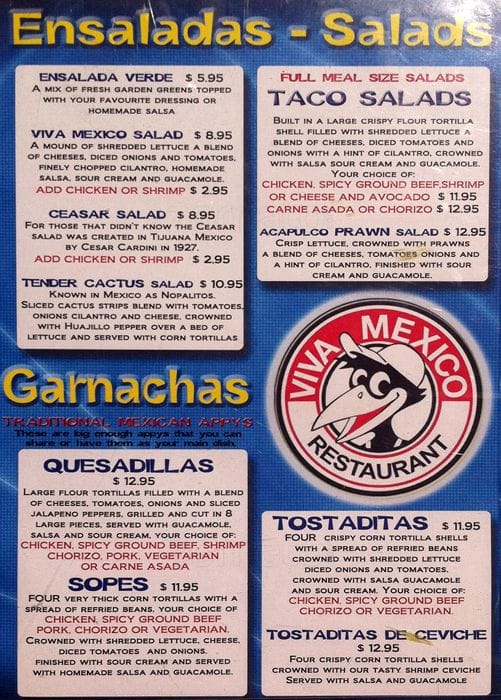 Ensaladas - Salads
ENSALADA VERDE $ 5.95
A MIX OF FRESH GARDEN GREENS TOPPED
WITH YOUR FAVOURITE DRESSING OR
HOMEMADE SALSA
VIVA MEXICO SALAD $ 8.95
A MOUND OF SHREDDED LETTUCE A BLEND
OF CHEESES, DICED ONIONS AND TOMATOES,
FINELY CHOPPED CILANTRO, HOMEMADE
SALSA, SOUR CREAM AND GUACAMOLE.
ADD CHICKEN OR SHRIMP $ 2.95
CEASAR SALAD $ 8.95
FOR THOSE THAT DIDN'T KNOW THE CEASAR
SALAD WAS CREATED IN TIJUANA MEXICO
BY CESAR CARDINI IN 1927.
ADD CHICKEN OR SHRIMP $ 2.95
TENDER CACTUS SALAD $ 10.95
KNOWN IN MEXICO AS NOPALITOS.
SLICED CACTUS STRIPS BLEND WITH TOMATOES,
ONIONS CILANTRO AND CHEESE, CROWNED
WITH HUAJILLO PEPPER OVER A BED OF
LETTUCE AND SERVED WITH CORN TORTILLAS
FULL MEAL SIZE SALADS
TACO SALADS
BUILT IN A LARGE CRISPY FLOUR TORTILLA
SHELL FILLED WITH SHREDDED LETTUCE A
BLEND OF CHEESES, DICED TOMATOES AND
ONIONS WITH A HINT OF CILANTRO, CROWNED
WITH SALSA SOUR CREAM AND GUACAMOLE.
YOUR CHOICE OF:
CHICKEN, SPICY GROUND BEEF,SHRIMP
OR CHEESE AND AVOCADO $ 11.95
CARNE ASADA OR CHORIZO $ 12.95
ACAPULCO PRAWN SALAD $ 12.95
CRISP LETTUCE, CROWNED WITH PRAWNS
A BLEND OF CHEESES, TOMATOES ONIONS AND
A HINT OF CILANTRO, FINISHED WITH SOUR
CREAM AND GUACAMOLE.
VIVA MEXICO
RESTAURANT
Garnachas
TRADITIONAL MEXICAN APPYS
These are big enough appys that you can
share or have them as your main dish.
QUESADILLAS
$ 12.95
LARGE FLOUR TORTILLAS FILLED WITH A BLEND
OF CHEESES, TOMATOES, ONIONS AND SLICED
JALAPENO PEPPERS, GRILLED AND CUT IN 8
LARGE PIECES, SERVED WITH GUACAMOLE,
SALSA AND SOUR CREAM, YOUR CHOICE OF:
CHICKEN, SPICY GROUND BEEF, SHRIMP
CHORIZO, PORK, VEGETARIAN
OR CARNE ASADA
SOPES $ 11.95
FOUR VERY THICK CORN TORTILLAS WITH A
SPREAD OF REFRIED BEANS, YOUR CHOICE OF
CHICKEN, SPICY GROUND BEEF
PORK, CHORIZO OR VEGETARIAN.
CROWNED WITH SHREDDED LETTUCE, CHEESE,
DICED TOMATOES AND ONIONS.
FINISHED WITH SOUR CREAM AND SERVED
WITH HOMEMADE SALSA AND GUACAMOLE.
TOSTADITAS $ 11.95
FOUR CRISPY CORN TORTILLA SHELLS
WITH A SPREAD OF REFRIED BEANS
CROWNED WITH SHREDDED LETTUCE
DICED ONIONS AND TOMATOES.
CROWNED WITH SALSA GUACAMOLE
AND SOUR CREAM. YOUR CHOICE OF:
CHICKEN, SPICY GROUND BEEF
CHORIZO OR VEGETARIAN.
TOSTADITAS DE CEVICHE
$ 12.95
FOUR CRISPY CORN TORTILLA SHELLS
CROWNED WITH OUR TASTY SHRIMP CEVICHE
SERVED WITH SALSA AND GUACAMOLE